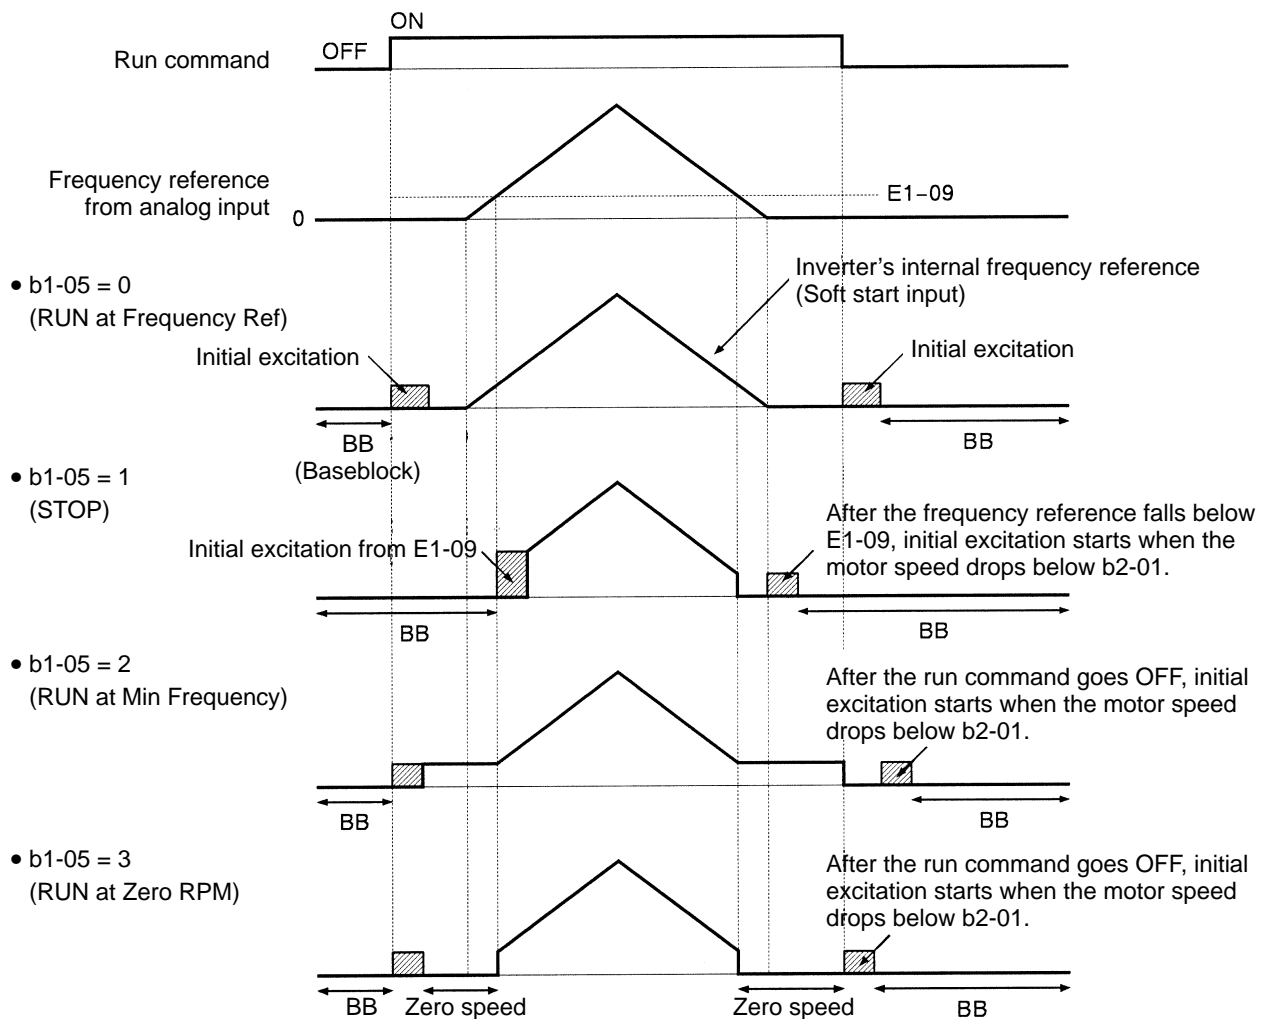 ON
OFF
Run command
Frequency reference
from analog input
0
E1-09
• b1-05 = 0
(RUN at Frequency Ref)
Inverter's internal frequency reference
(Soft start input)
Initial excitation
Initial excitation
BB
(Baseblock)
BB
• b1-05 = 1
(STOP)
Initial excitation from E1-09
After the frequency reference falls below
E1-09, initial excitation starts when the
motor speed drops below b2-01.
BB
BB
• b1-05 = 2
(RUN at Min Frequency)
After the run command goes OFF, initial
excitation starts when the motor speed
drops below b2-01.
BB
BB
• b1-05 = 3
(RUN at Zero RPM)
After the run command goes OFF, initial
excitation starts when the motor speed
drops below b2-01.
BB
Zero speed
Zero speed
BB